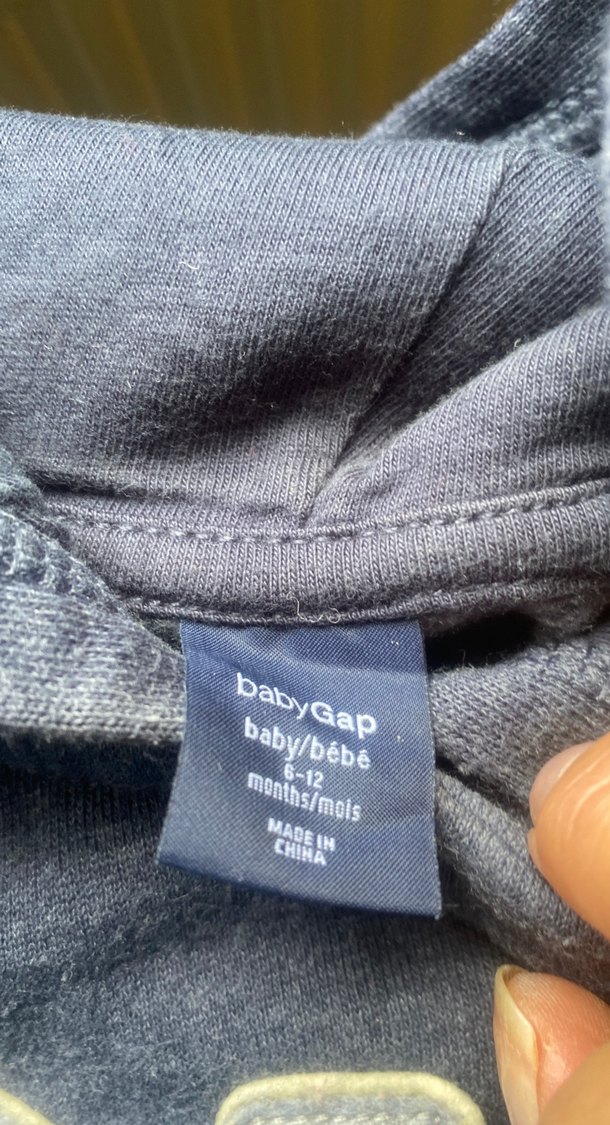 babyGap
baby/bébé
6-12
months/mois
MADE IN
CHINA